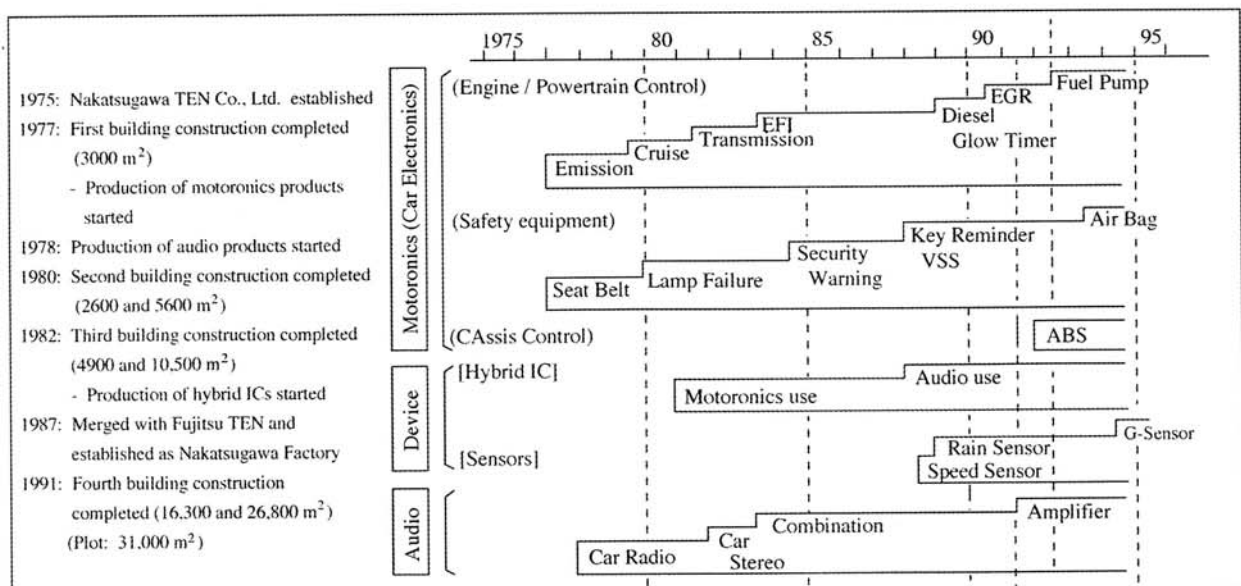 1975 80 85 90 95
1975: Nakatsugawa TEN Co., Ltd. established
1977: First building construction completed
(3000 m²)
- Production of motoronics products
started
1978: Production of audio products started
1980: Second building construction completed
(2600 and 5600 m²)
1982: Third building construction completed
(4900 and 10,500 m²)
- Production of hybrid ICs started
1987: Merged with Fujitsu TEN and
established as Nakatsugawa Factory
1991: Fourth building construction
completed (16,300 and 26,800 m²)
(Plot: 31,000 m²)
Motoronics (Car Electronics)
(Engine / Powertrain Control)
Emission
Cruise
Transmission
EFI
Diesel
Glow Timer
EGR
Fuel Pump
(Safety equipment)
Seat Belt
Lamp Failure
Security
Warning
Key Reminder
VSS
Air Bag
(CAssis Control)
ABS
Device
[Hybrid IC]
Motoronics use
Audio use
[Sensors]
Speed Sensor
Rain Sensor
G-Sensor
Audio
Car Radio
Car
Stereo
Combination
Amplifier